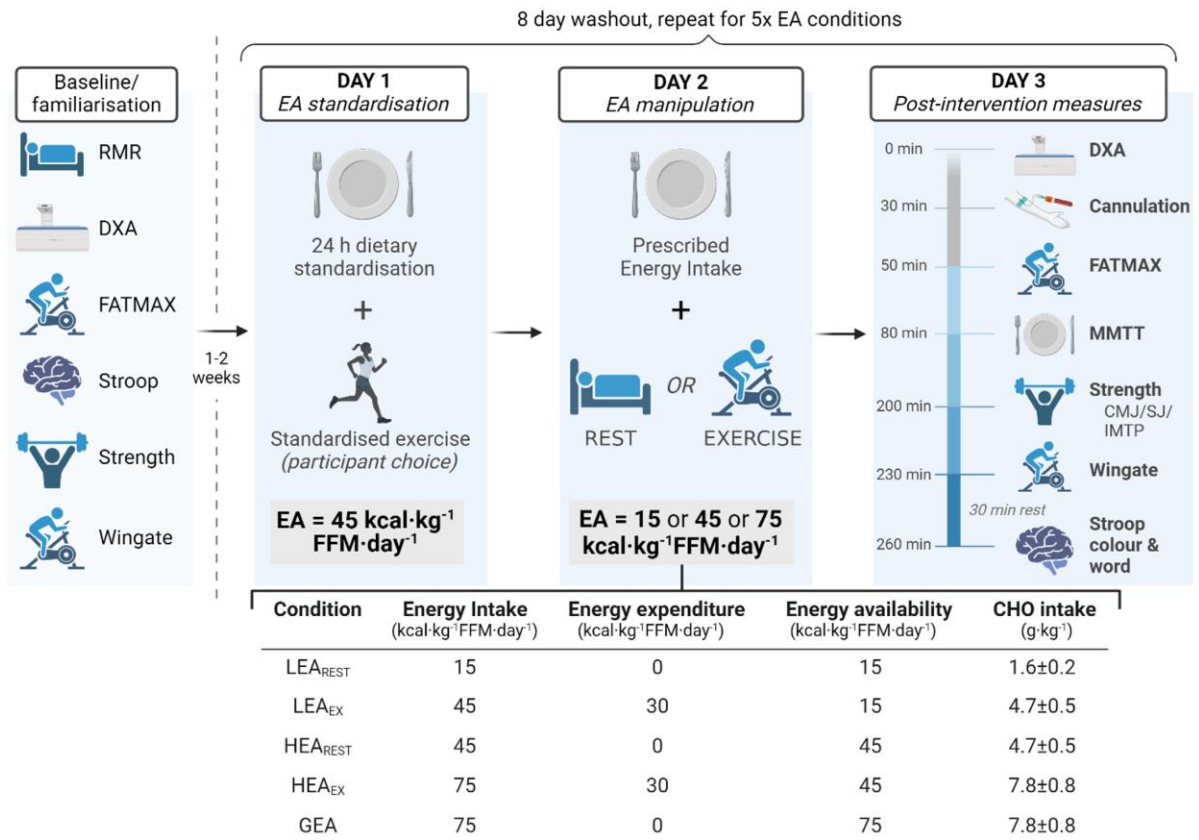 8 day washout, repeat for 5x EA conditions
Baseline/
familiarisation
RMR
DXA
FATMAX
Stroop
Strength
Wingate
1-2
weeks
DAY 1
EA standardisation
24 h dietary
standardisation
+
Standardised exercise
(participant choice)
EA = 45 kcal·kg⁻¹
FFM·day⁻¹
DAY 2
EA manipulation
Prescribed
Energy Intake
+
OR
REST
EXERCISE
EA = 15 or 45 or 75
kcal·kg⁻¹FFM·day⁻¹
DAY 3
Post-intervention measures
0 min
DXA
30 min
Cannulation
50 min
FATMAX
80 min
MMTT
200 min
Strength
CMJ/SJ/
IMTP
230 min
Wingate
30 min rest
260 min
Stroop
colour &
word
Condition Energy Intake Energy expenditure Energy availability CHO intake
(kcal·kg⁻¹FFM·day⁻¹) (kcal·kg⁻¹FFM·day⁻¹) (kcal·kg⁻¹FFM·day⁻¹) (g·kg⁻¹)
LEA_REST 15 0 15 1.6±0.2
LEA_EX 45 30 15 4.7±0.5
HEA_REST 45 0 45 4.7±0.5
HEA_EX 75 30 45 7.8±0.8
GEA 75 0 75 7.8±0.8